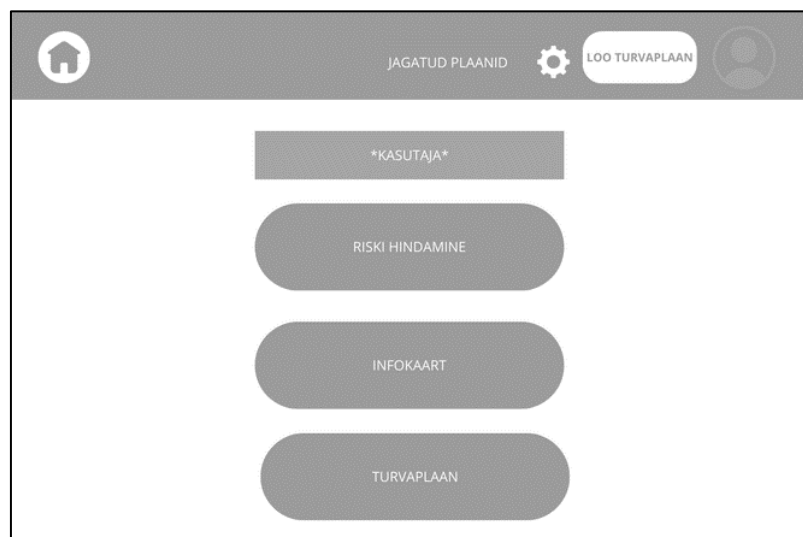 JAGATUD PLAANID
LOO TURVAPLAAN
*KASUTAJA*
RISKI HINDAMINE
INFOKAART
TURVAPLAAN